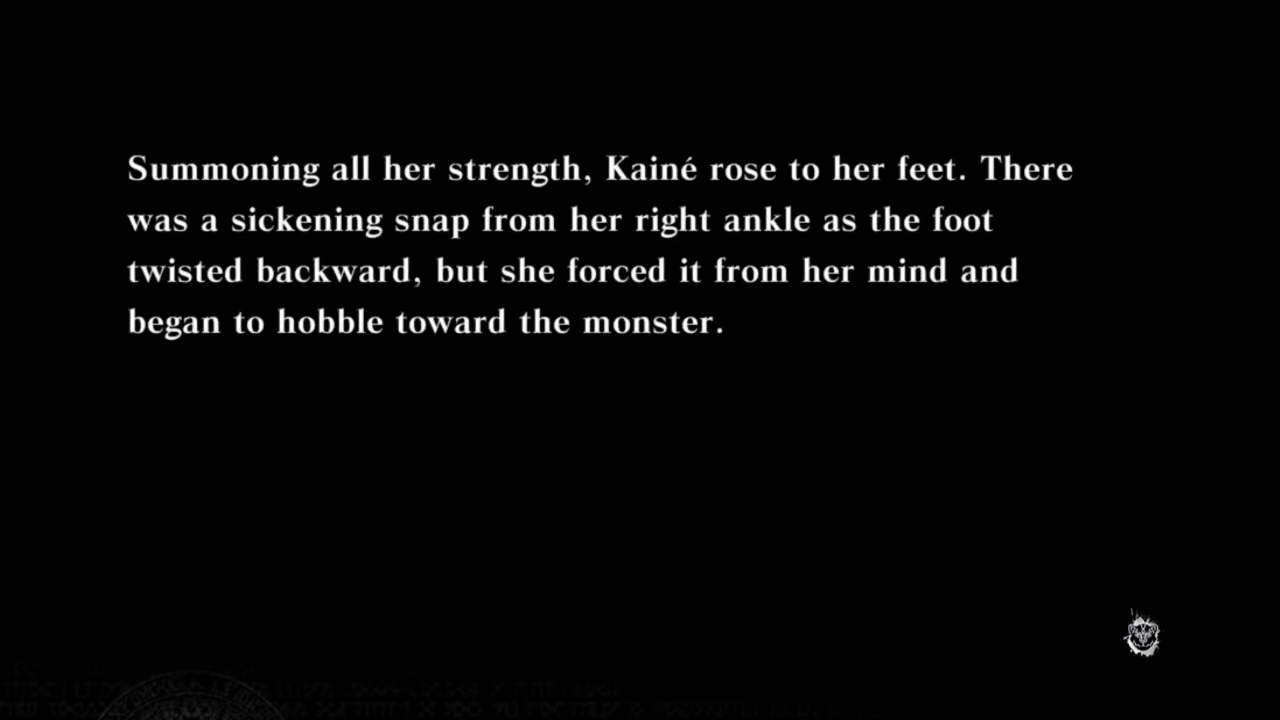 Summoning all her strength, Kainé rose to her feet. There
was a sickening snap from her right ankle as the foot
twisted backward, but she forced it from her mind and
began to hobble toward the monster.